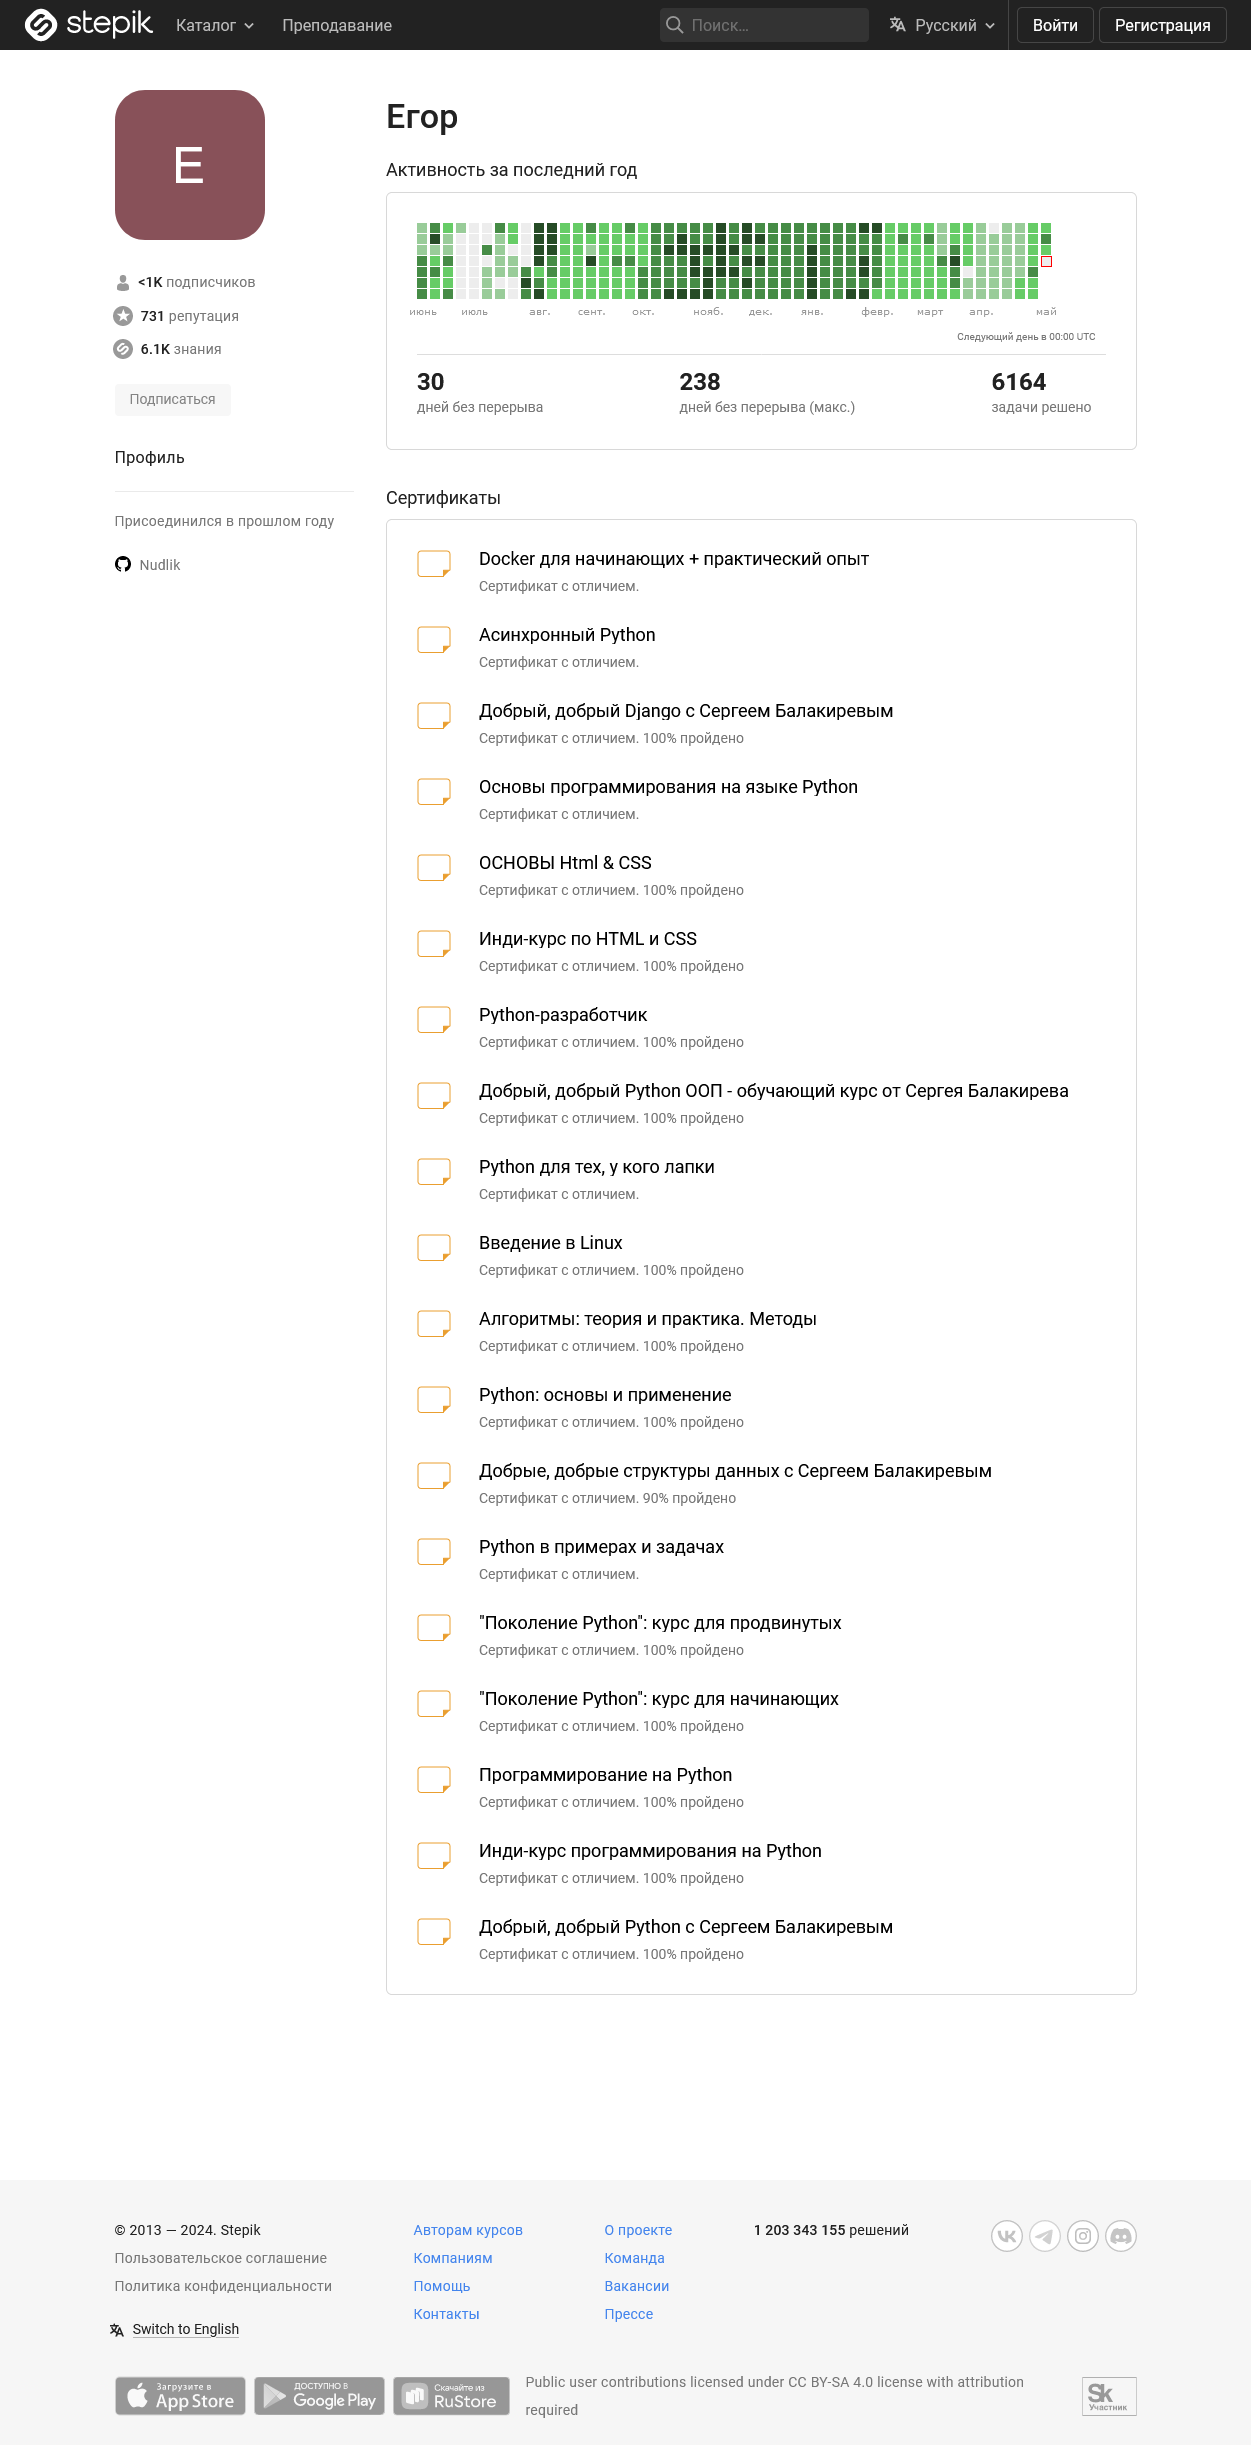 stepik Каталог Преподавание Поиск... Русский Войти Регистрация
E
Егор
Активность за последний год
июнь июль авг. сент. окт. нояб. дек. янв. февр. март апр. май
Следующий день в 00:00 UTC
30 238 6164
дней без перерыва дней без перерыва (макс.) задачи решено
<1K подписчиков
731 репутация
6.1K знания
Подписаться
Профиль
Присоединился в прошлом году
Nudlik
Сертификаты
Docker для начинающих + практический опыт
Сертификат с отличием.
Асинхронный Python
Сертификат с отличием.
Добрый, добрый Django с Сергеем Балакиревым
Сертификат с отличием. 100% пройдено
Основы программирования на языке Python
Сертификат с отличием.
ОСНОВЫ Html & CSS
Сертификат с отличием. 100% пройдено
Инди-курс по HTML и CSS
Сертификат с отличием. 100% пройдено
Python-разработчик
Сертификат с отличием. 100% пройдено
Добрый, добрый Python ООП - обучающий курс от Сергея Балакирева
Сертификат с отличием. 100% пройдено
Python для тех, у кого лапки
Сертификат с отличием.
Введение в Linux
Сертификат с отличием. 100% пройдено
Алгоритмы: теория и практика. Методы
Сертификат с отличием. 100% пройдено
Python: основы и применение
Сертификат с отличием. 100% пройдено
Добрые, добрые структуры данных с Сергеем Балакиревым
Сертификат с отличием. 90% пройдено
Python в примерах и задачах
Сертификат с отличием.
"Поколение Python": курс для продвинутых
Сертификат с отличием. 100% пройдено
"Поколение Python": курс для начинающих
Сертификат с отличием. 100% пройдено
Программирование на Python
Сертификат с отличием. 100% пройдено
Инди-курс программирования на Python
Сертификат с отличием. 100% пройдено
Добрый, добрый Python с Сергеем Балакиревым
Сертификат с отличием. 100% пройдено
© 2013 — 2024. Stepik Авторам курсов О проекте 1 203 343 155 решений
Пользовательское соглашение Компаниям Команда
Политика конфиденциальности Помощь Вакансии
Контакты Прессе
Switch to English
Загрузите в App Store
ДОСТУПНО В Google Play
Скачайте из RuStore
Public user contributions licensed under CC BY-SA 4.0 license with attribution
required
Sk
Участник